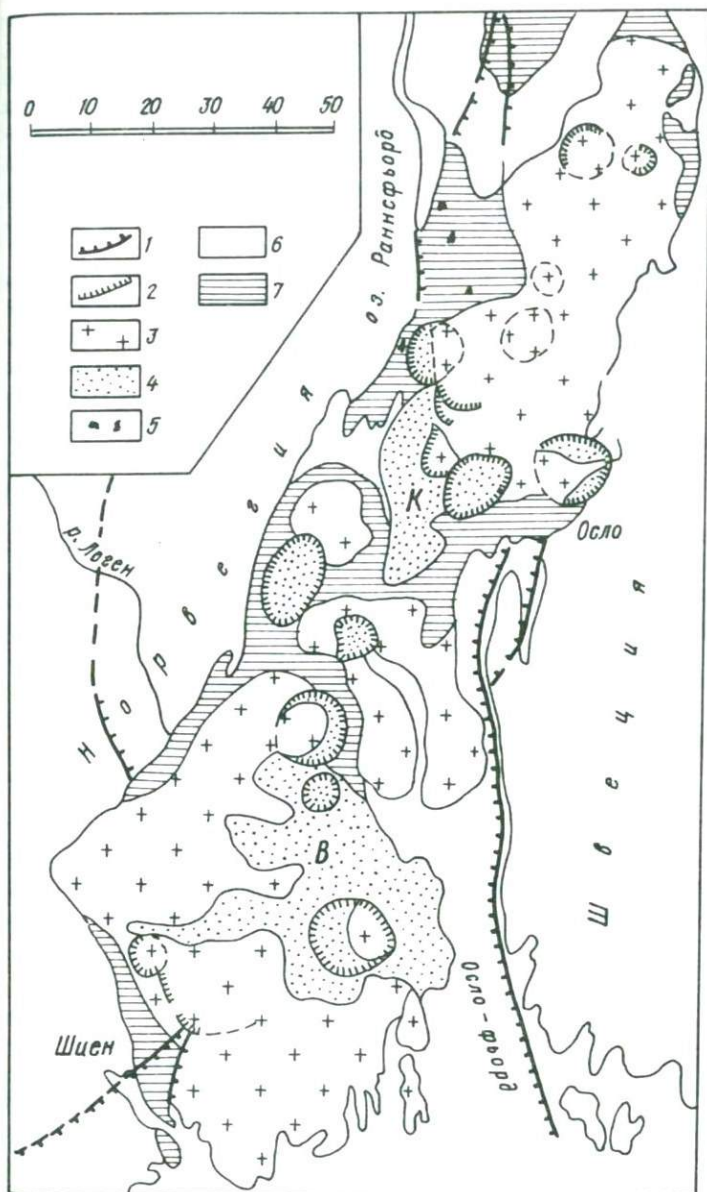 0 10 20 30 40 50
1
2
3
4
5
6
7
оз. Раннсфьорд
р. Логен
Норвегия
К
Осло
Швеция
В
Осло-фьорд
Шиен